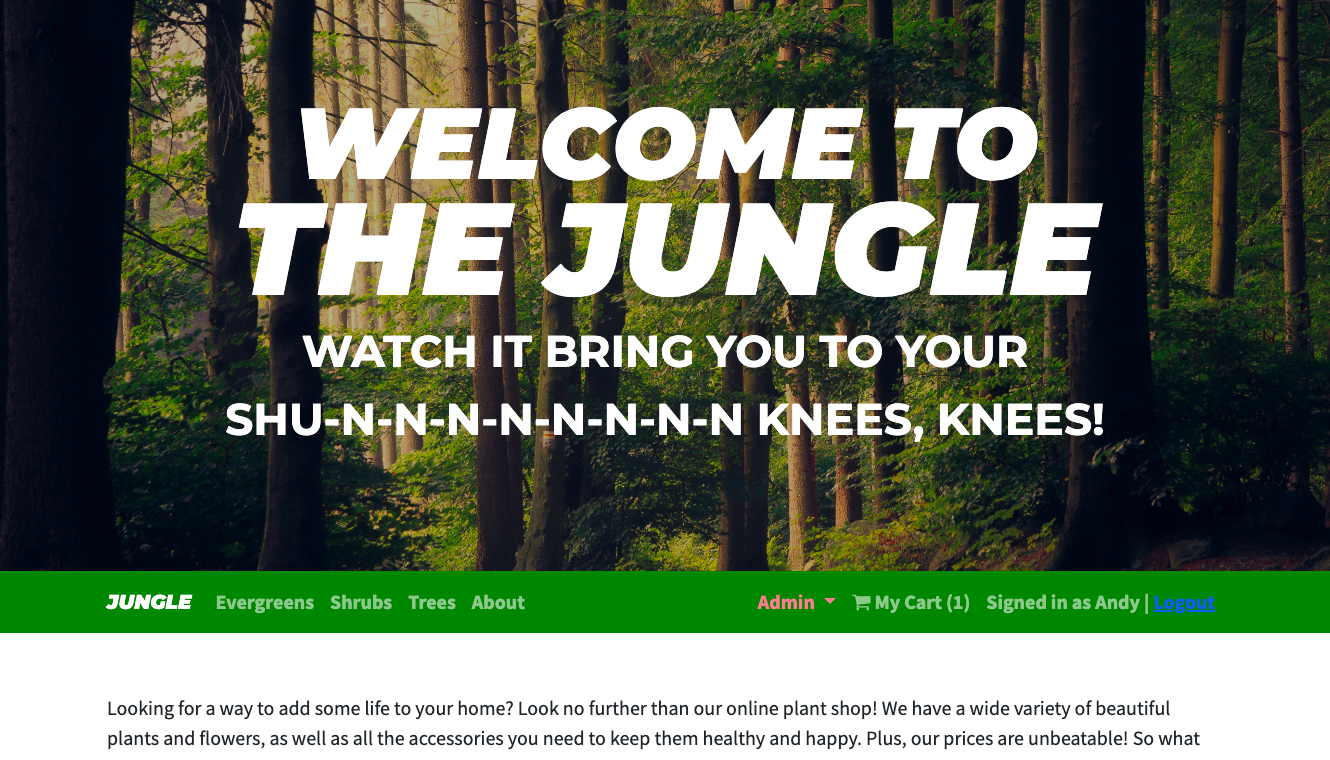 WELCOME TO
THE JUNGLE
WATCH IT BRING YOU TO YOUR
SHU-N-N-N-N-N-N-N-N KNEES, KNEES!
JUNGLE Evergreens Shrubs Trees About Admin My Cart (1) Signed in as Andy | Logout
Looking for a way to add some life to your home? Look no further than our online plant shop! We have a wide variety of beautiful
plants and flowers, as well as all the accessories you need to keep them healthy and happy. Plus, our prices are unbeatable! So what